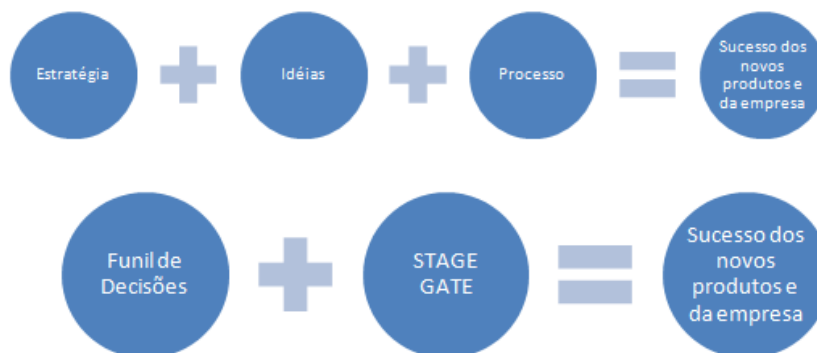 Estratégia
Idéias
Processo
Sucesso dos
novos
produtos e
da empresa
Funil de
Decisões
STAGE
GATE
Sucesso dos
novos
produtos e
da empresa